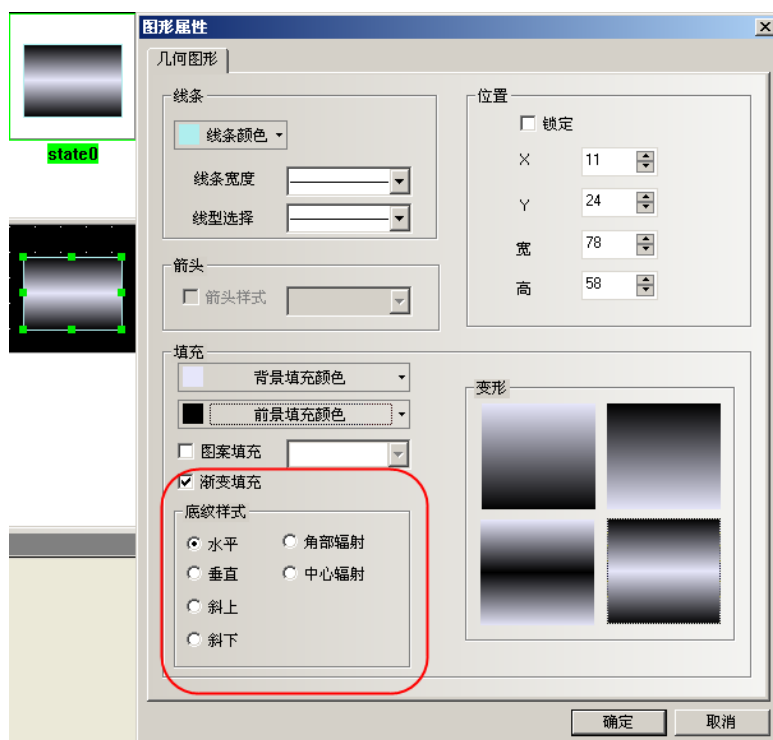 图形属性
几何图形
线条
线条颜色
线条宽度
线型选择
箭头
箭头样式
位置
锁定
X 11
Y 24
宽 78
高 58
填充
背景填充颜色
前景填充颜色
图案填充
渐变填充
底纹样式
水平 角部辐射
垂直 中心辐射
斜上
斜下
变形
确定 取消
state0